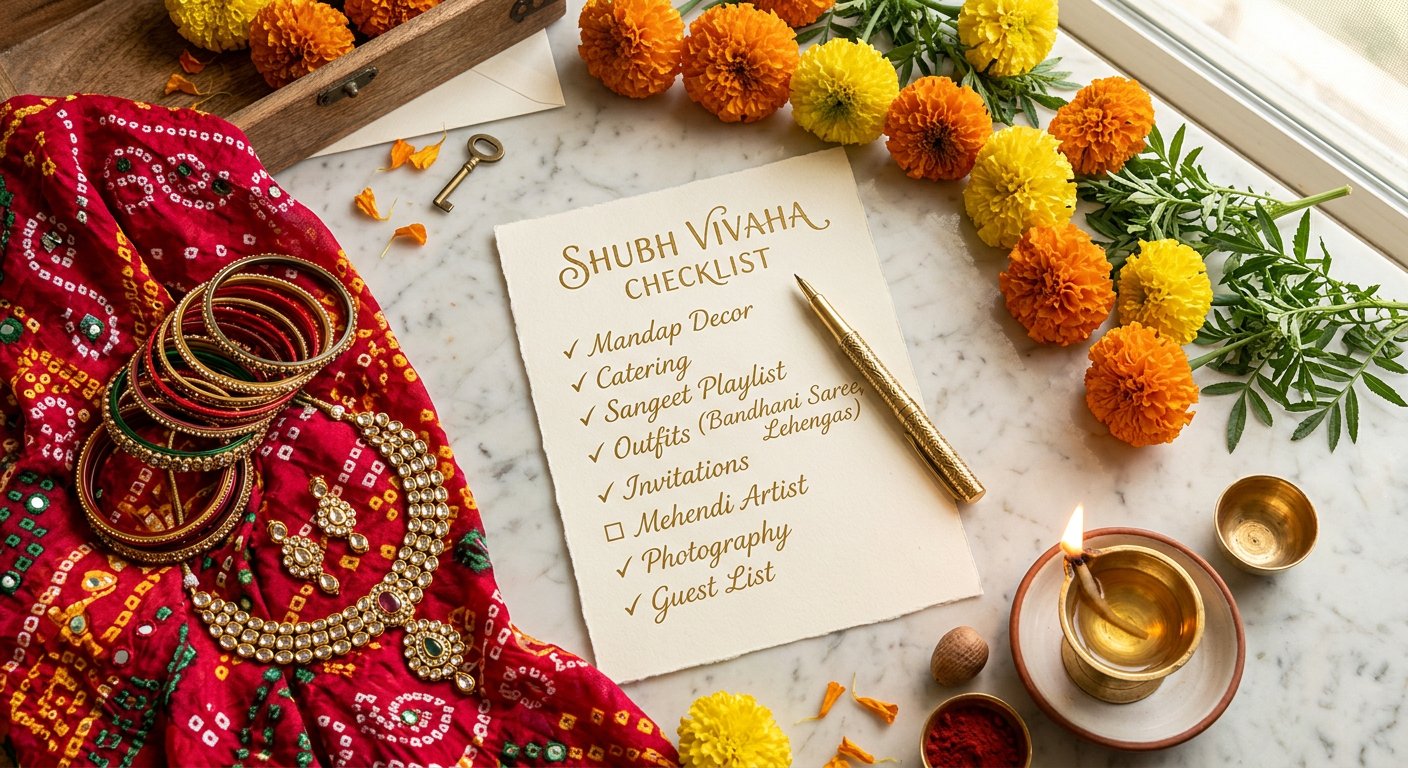 SHUBH VIVAHA
CHECKLIST
✓ Mandap Decor
✓ Catering
✓ Sangeet Playlist
✓ Outfits (Bandhani Saree,
Lehengas)
✓ Invitations
☐ Mehendi Artist
✓ Photography
✓ Guest List